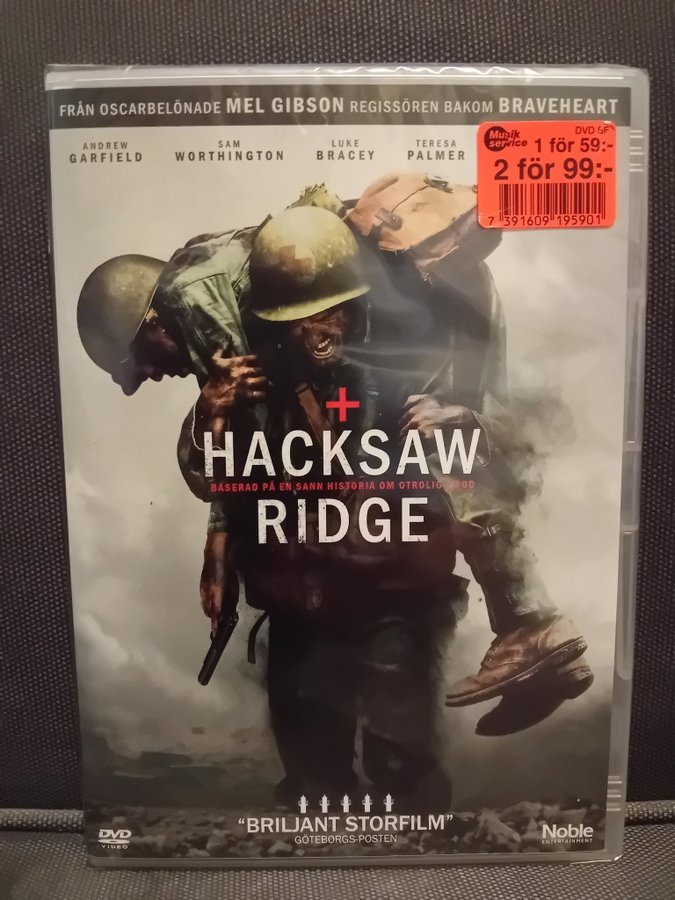 FRÅN OSCARBELÖNADE MEL GIBSON REGISSÖREN BAKOM BRAVEHEART
ANDREW GARFIELD
SAM WORTHINGTON
LUKE BRACEY
TERESA PALMER
Musik service
DVD SF
1 för 59:-
2 för 99:-
7 391609 195901
HACKSAW
BASERAD PÅ EN SANN HISTORIA OM OTROLIGT MOD
RIDGE
"BRILJANT STORFILM"
GÖTEBORGS-POSTEN
DVD
VIDEO
Noble
ENTERTAINMENT